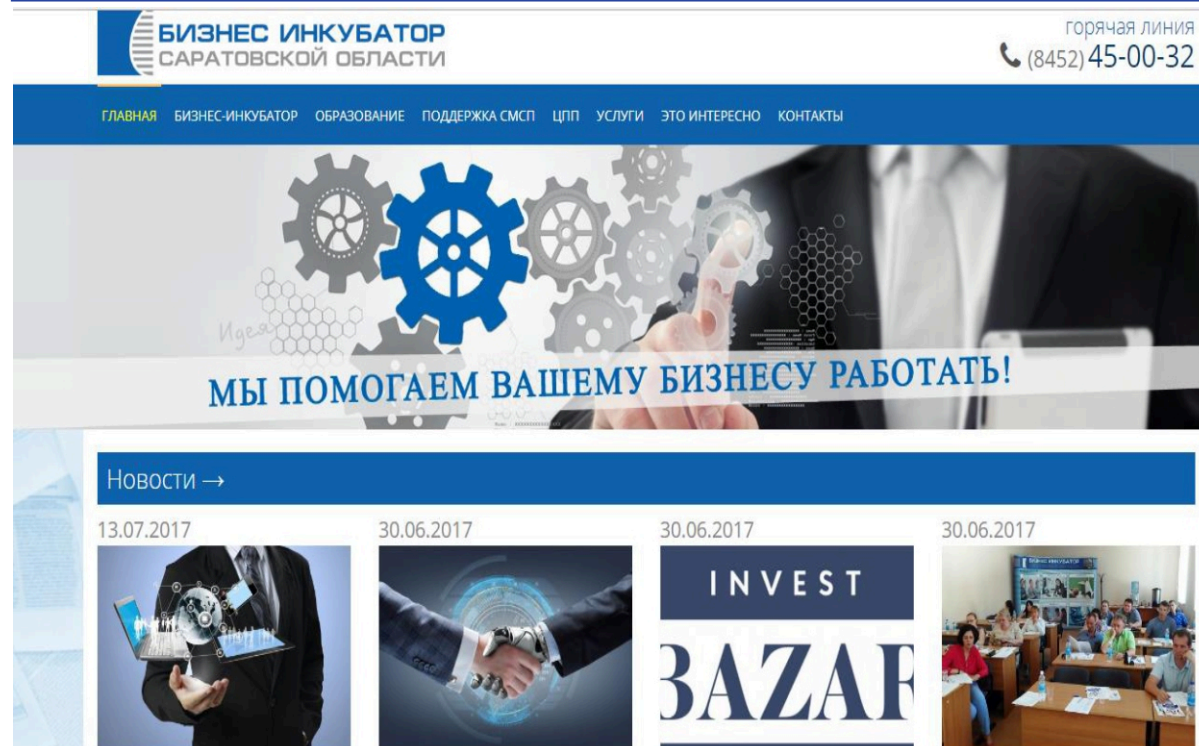 БИЗНЕС ИНКУБАТОР
САРАТОВСКОЙ ОБЛАСТИ
горячая линия
(8452) 45-00-32
ГЛАВНАЯ БИЗНЕС-ИНКУБАТОР ОБРАЗОВАНИЕ ПОДДЕРЖКА СМСП ЦПП УСЛУГИ ЭТО ИНТЕРЕСНО КОНТАКТЫ
Идея
МЫ ПОМОГАЕМ ВАШЕМУ БИЗНЕСУ РАБОТАТЬ!
Новости →
13.07.2017 30.06.2017 30.06.2017 30.06.2017
INVEST
BAZAR
БИЗНЕС ИНКУБАТОР